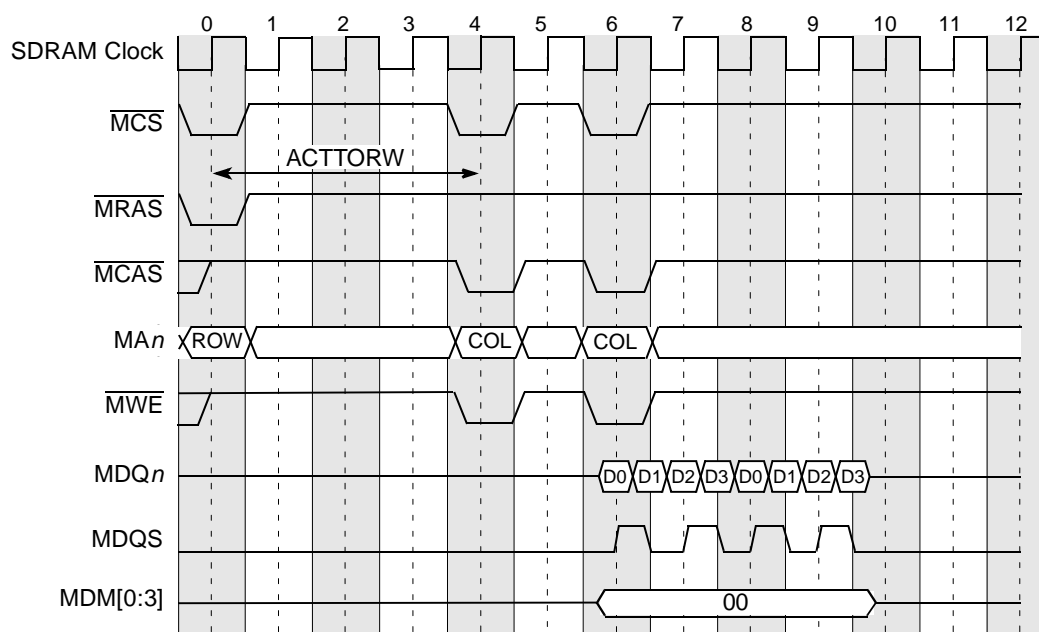 0 1 2 3 4 5 6 7 8 9 10 11 12
SDRAM Clock
MCS
ACTTORW
MRAS
MCAS
MAn ROW COL COL
MWE
MDQn D0 D1 D2 D3 D0 D1 D2 D3
MDQS
MDM[0:3] 00